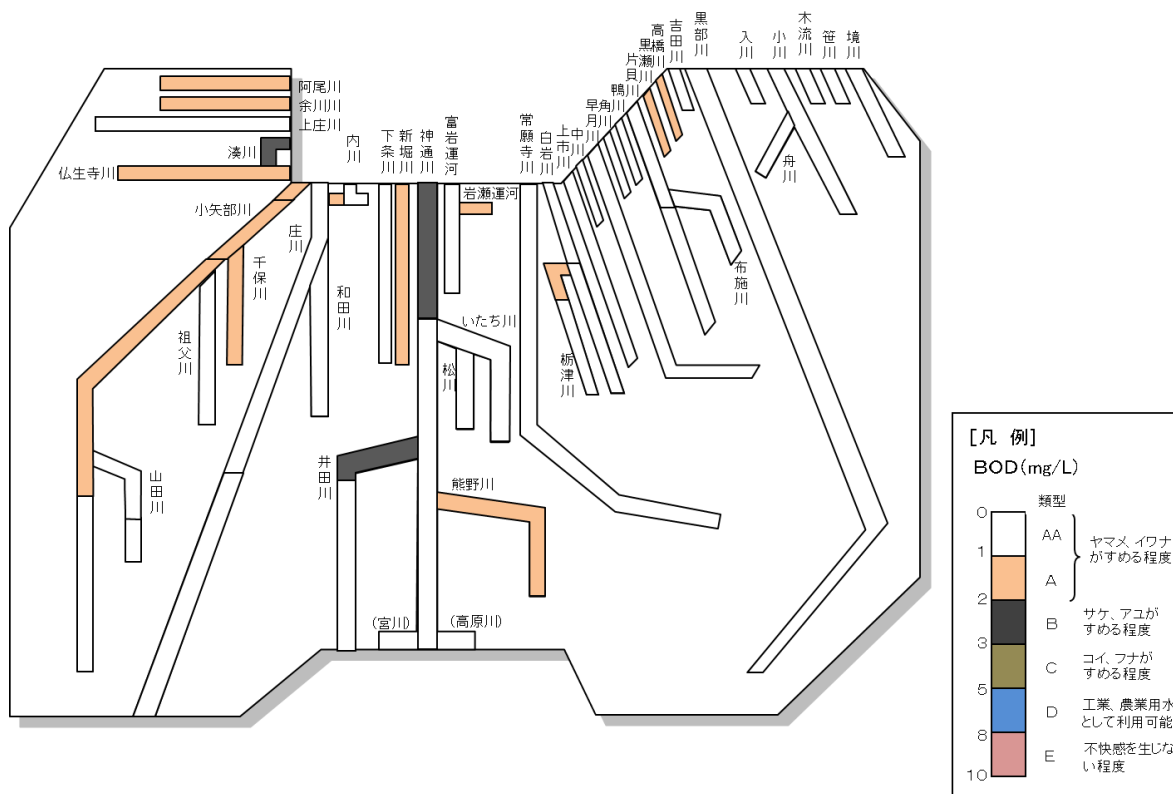 阿尾川
余川川
上庄川
湊川
仏生寺川
小矢部川
千保川
祖父川
山田川
庄川
和田川
内川
下条川
新堀川
神通川
富岩運河
岩瀬運河
いたち川
松川
井田川
熊野川
(宮川)
(高原川)
常願寺川
白岩川
栃津川
上市川
中川
早月川
角川
鴨川
片貝川
布施川
黒瀬川
高橋川
吉田川
黒部川
入川
小川
舟川
木流川
笹川
境川
[凡 例]
BOD(mg/L)
類型
0
AA
ヤマメ、イワナ
がすめる程度
1
A
2
B
サケ、アユが
すめる程度
3
C
コイ、フナが
すめる程度
5
D
工業、農業用水
として利用可能
8
E
不快感を生じな
い程度
10